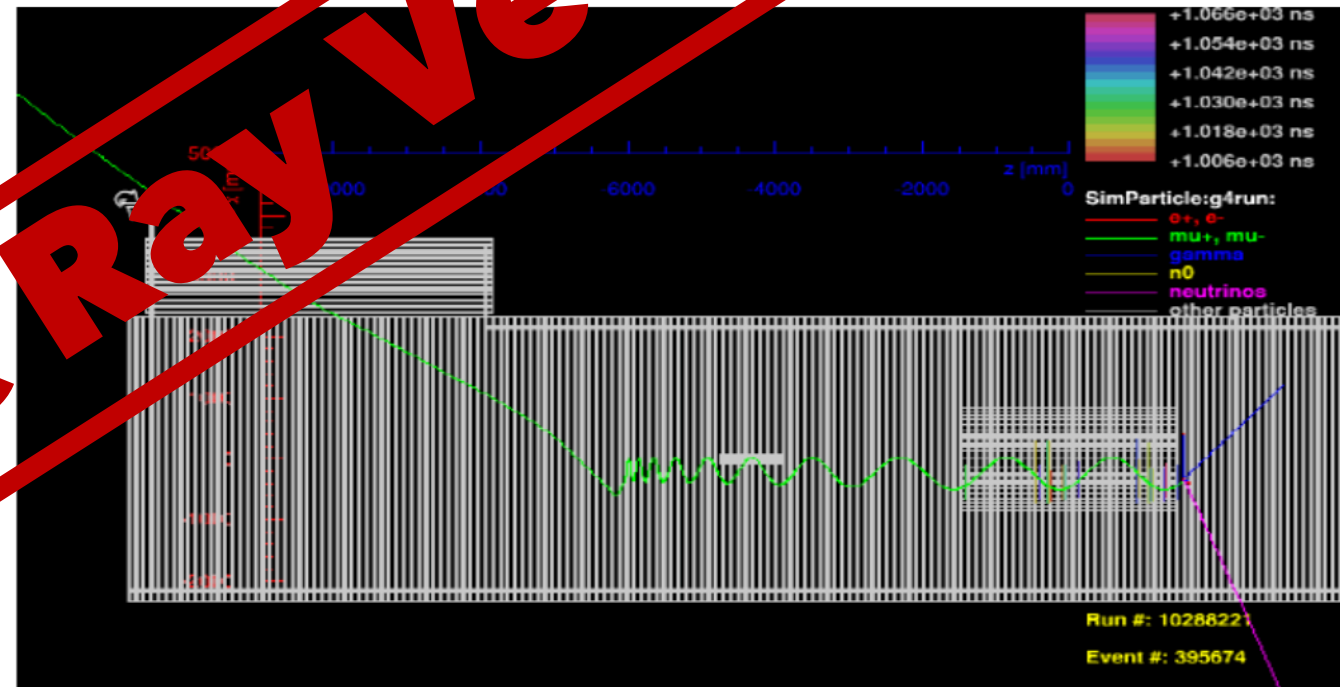 +1.066e+03 ns
+1.054e+03 ns
+1.042e+03 ns
+1.030e+03 ns
+1.018e+03 ns
+1.006e+03 ns
Ray Ve
z [mm]
-6000
-4000
-2000
0
SimParticle:g4run:
e+, e-
mu+, mu-
gamma
n0
neutrinos
other particles
Run #: 10288221
Event #: 395674